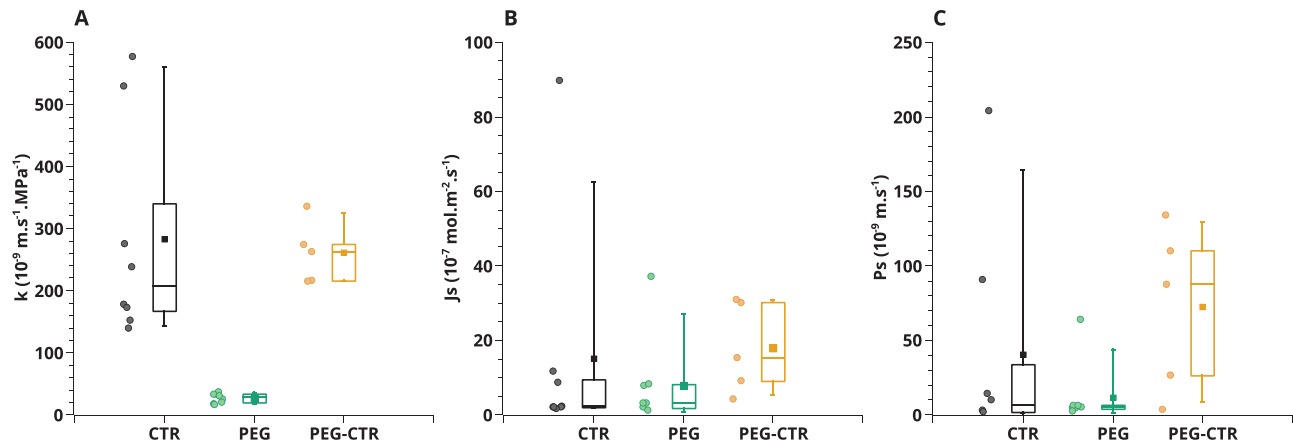 A
k (10⁻⁹ m.s⁻¹.MPa⁻¹)
600
500
400
300
200
100
0
CTR PEG PEG-CTR
B
Js (10⁻⁷ mol.m⁻².s⁻¹)
100
80
60
40
20
0
CTR PEG PEG-CTR
C
Ps (10⁻⁹ m.s⁻¹)
250
200
150
100
50
0
CTR PEG PEG-CTR